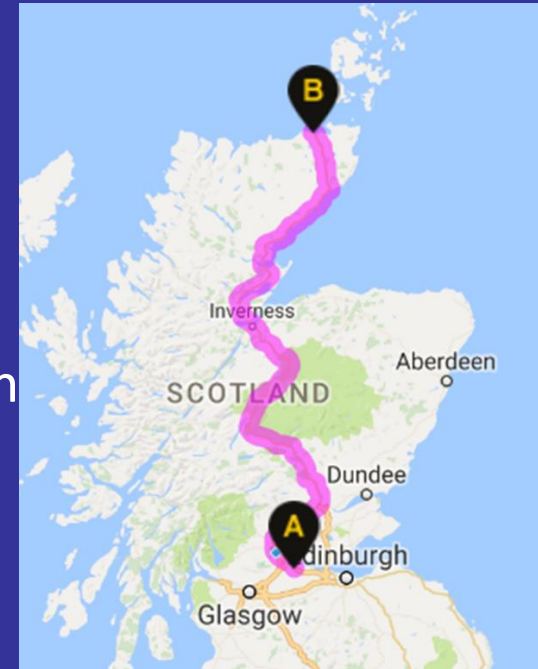 B
Inverness
Aberdeen
n
SCOTLAND
Dundee
A
dinburgh
Glasgow